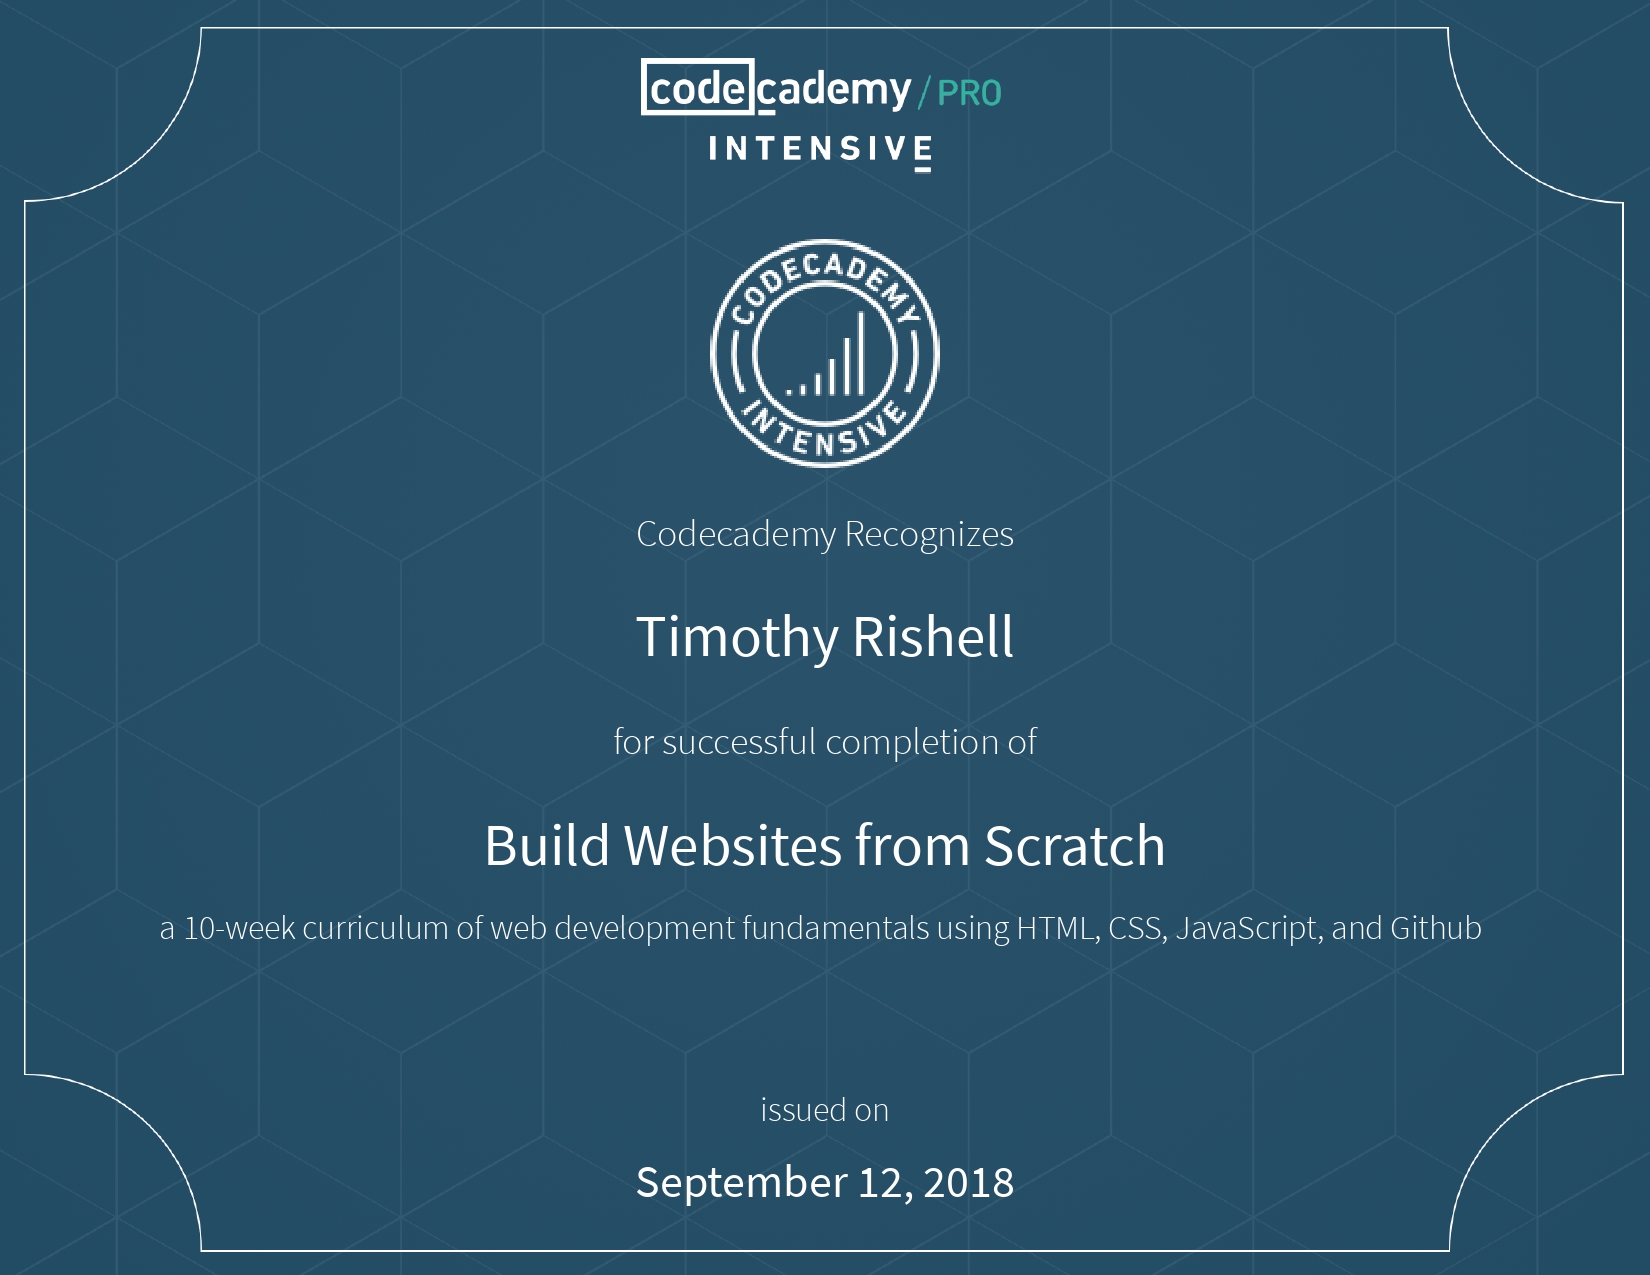 codecademy / PRO
INTENSIVE
CODECADEMY
INTENSIVE
Codecademy Recognizes
Timothy Rishell
for successful completion of
Build Websites from Scratch
a 10-week curriculum of web development fundamentals using HTML, CSS, JavaScript, and Github
issued on
September 12, 2018